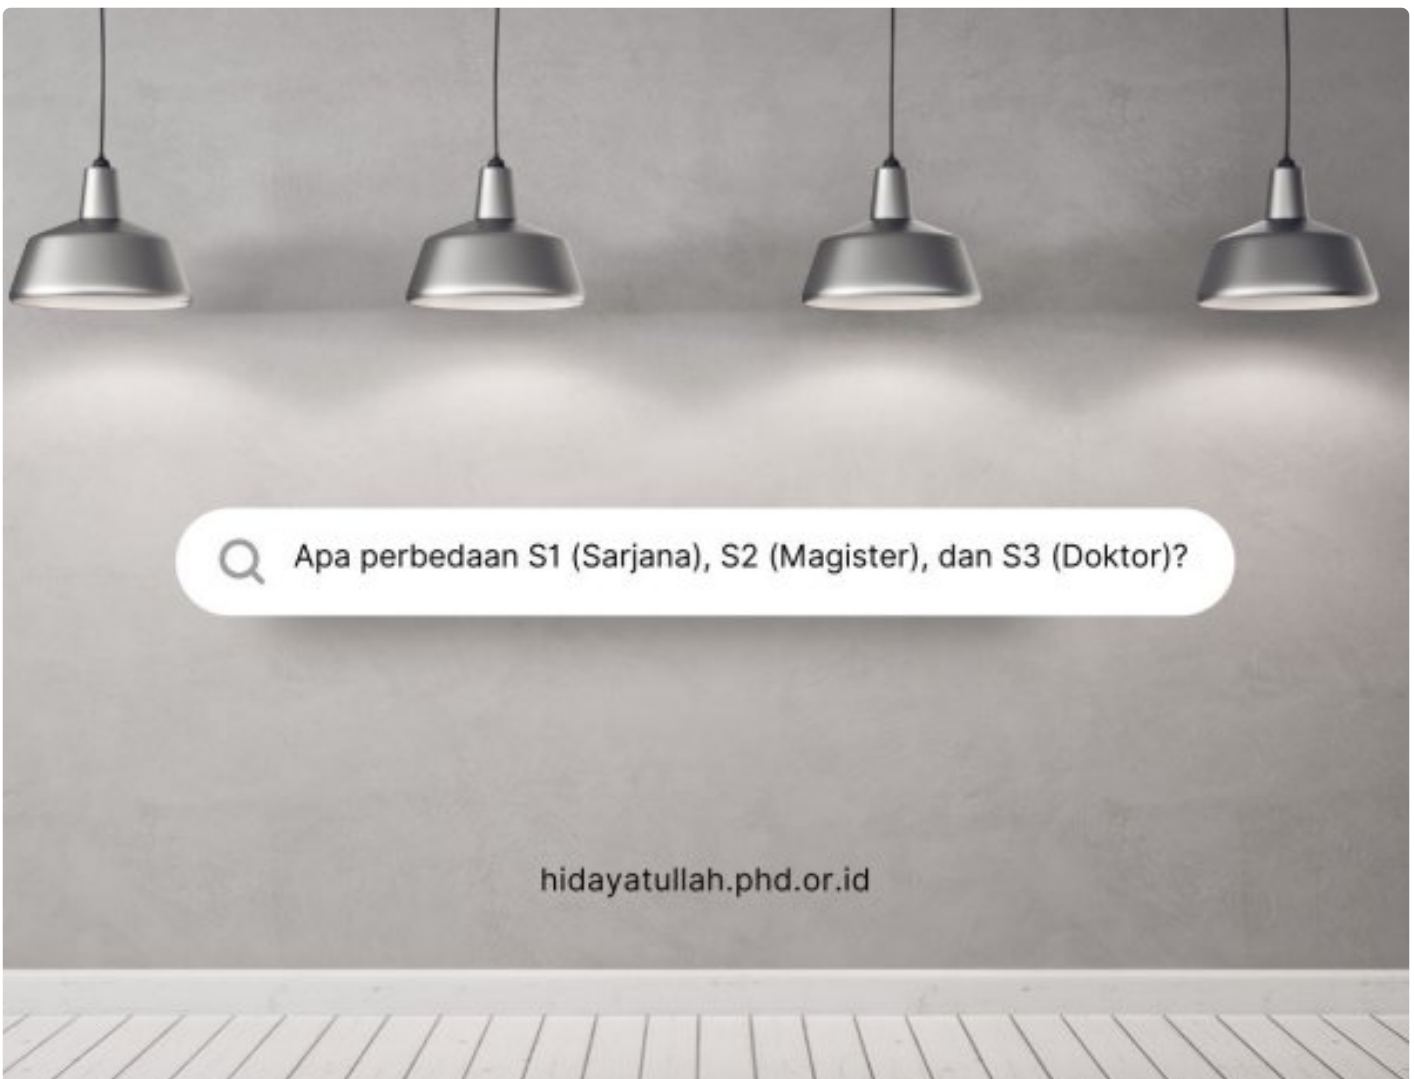 Apa perbedaan S1 (Sarjana), S2 (Magister), dan S3 (Doktor)?
hidayatullah.phd.or.id